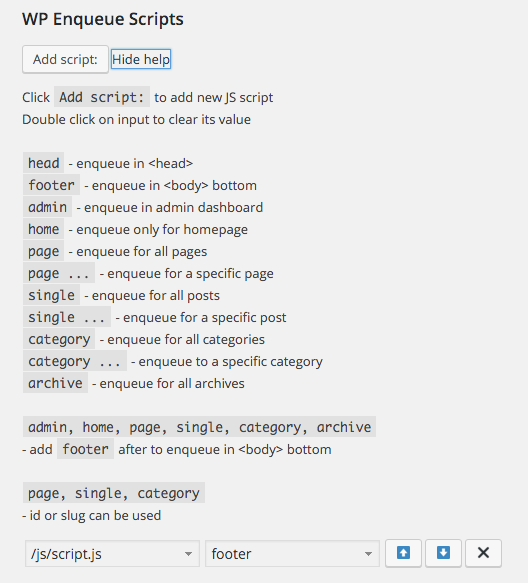 WP Enqueue Scripts
Add script: Hide help
Click Add script: to add new JS script
Double click on input to clear its value
head - enqueue in <head>
footer - enqueue in <body> bottom
admin - enqueue in admin dashboard
home - enqueue only for homepage
page - enqueue for all pages
page ... - enqueue for a specific page
single - enqueue for all posts
single ... - enqueue for a specific post
category - enqueue for all categories
category ... - enqueue to a specific category
archive - enqueue for all archives
admin, home, page, single, category, archive
- add footer after to enqueue in <body> bottom
page, single, category
- id or slug can be used
/js/script.js footer